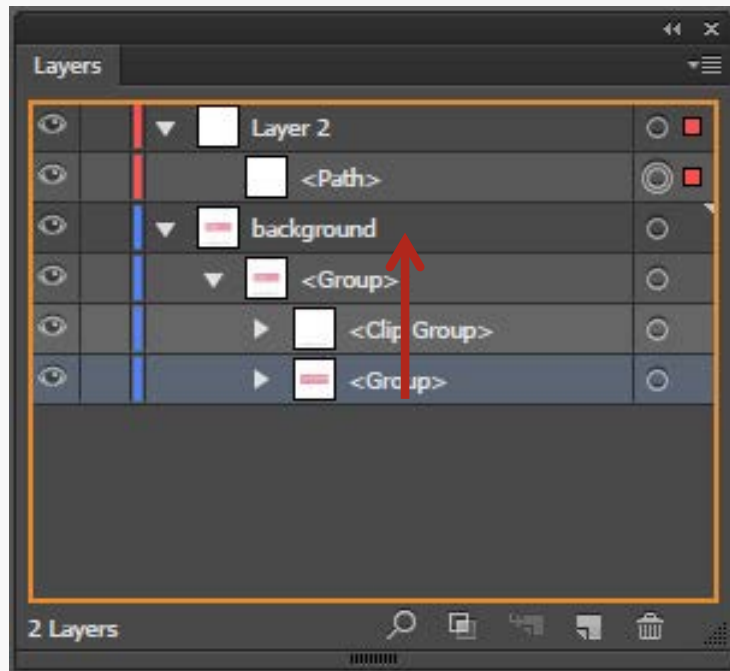 Layers
Layer 2
<Path>
background
<Group>
<Clip Group>
<Group>
2 Layers